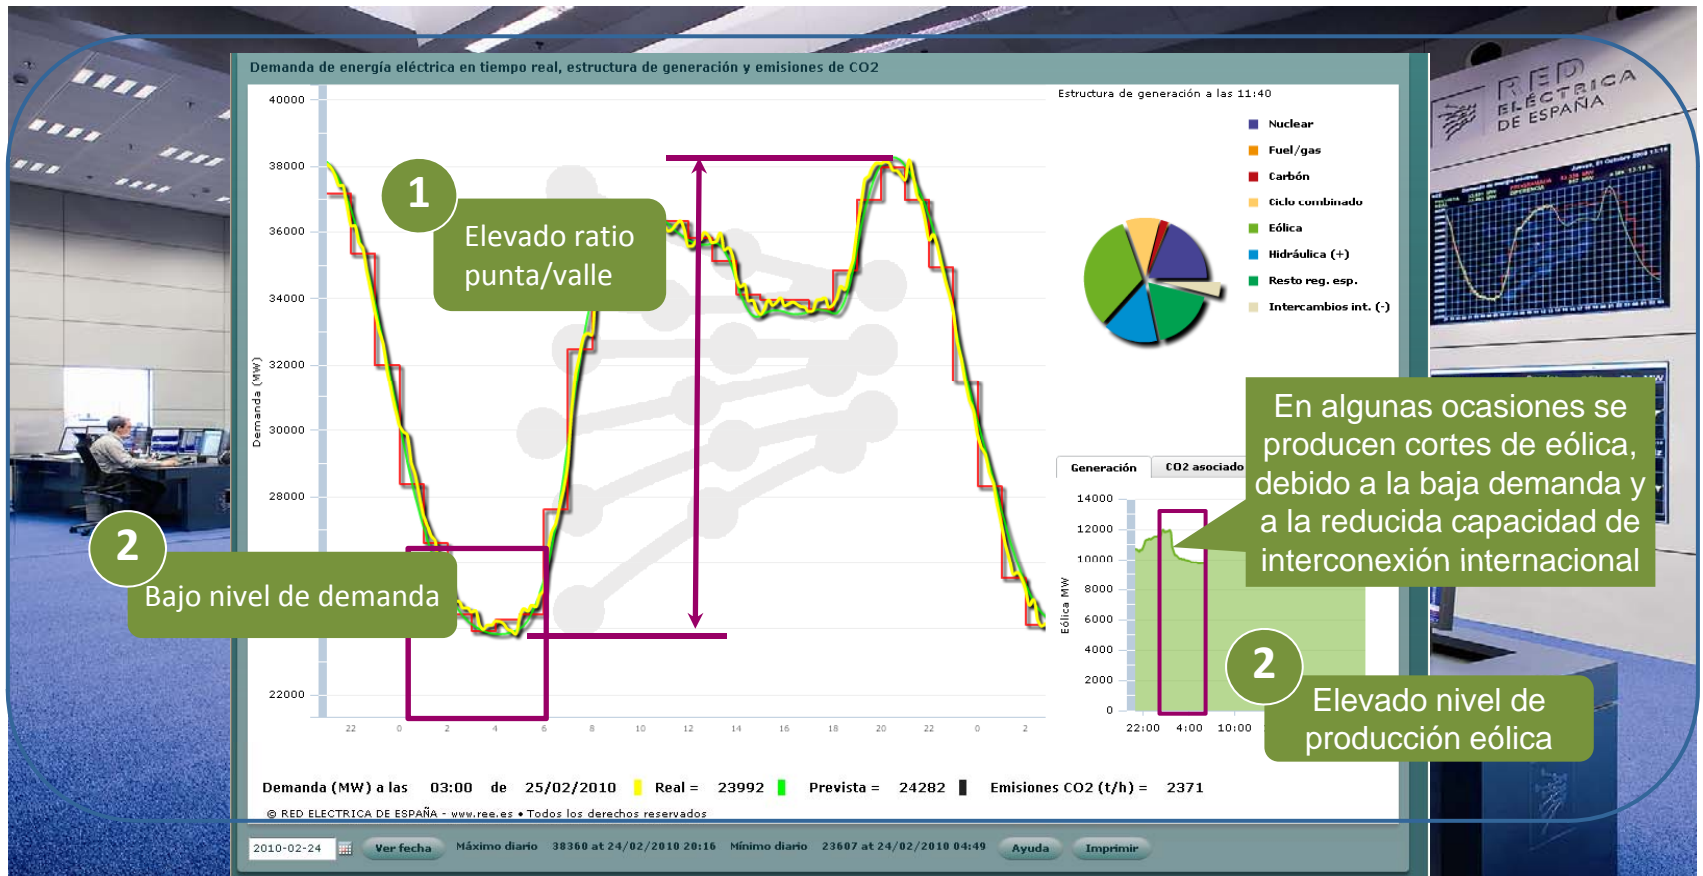 Demanda de energía eléctrica en tiempo real, estructura de generación y emisiones de CO2
40000
38000
36000
34000
32000
30000
28000
22000
Demanda (MW)
22 0 2 4 6 8 10 12 14 16 18 20 22 0 2
1
Elevado ratio
punta/valle
2
Bajo nivel de demanda
Estructura de generación a las 11:40
Nuclear
Fuel/gas
Carbón
Ciclo combinado
Eólica
Hidráulica (+)
Resto reg. esp.
Intercambios int. (-)
RED
ELÉCTRICA
DE ESPAÑA
En algunas ocasiones se
producen cortes de eólica,
debido a la baja demanda y
a la reducida capacidad de
interconexión internacional
Generación CO2 asociado
14000
12000
10000
8000
6000
4000
2000
0
Eólica MW
22:00 4:00 10:00
2
Elevado nivel de
producción eólica
Demanda (MW) a las 03:00 de 25/02/2010 Real = 23992 Prevista = 24282 Emisiones CO2 (t/h) = 2371
© RED ELECTRICA DE ESPAÑA - www.ree.es • Todos los derechos reservados
2010-02-24 Ver fecha Máximo diario 38360 at 24/02/2010 20:16 Mínimo diario 23607 at 24/02/2010 04:49 Ayuda Imprimir